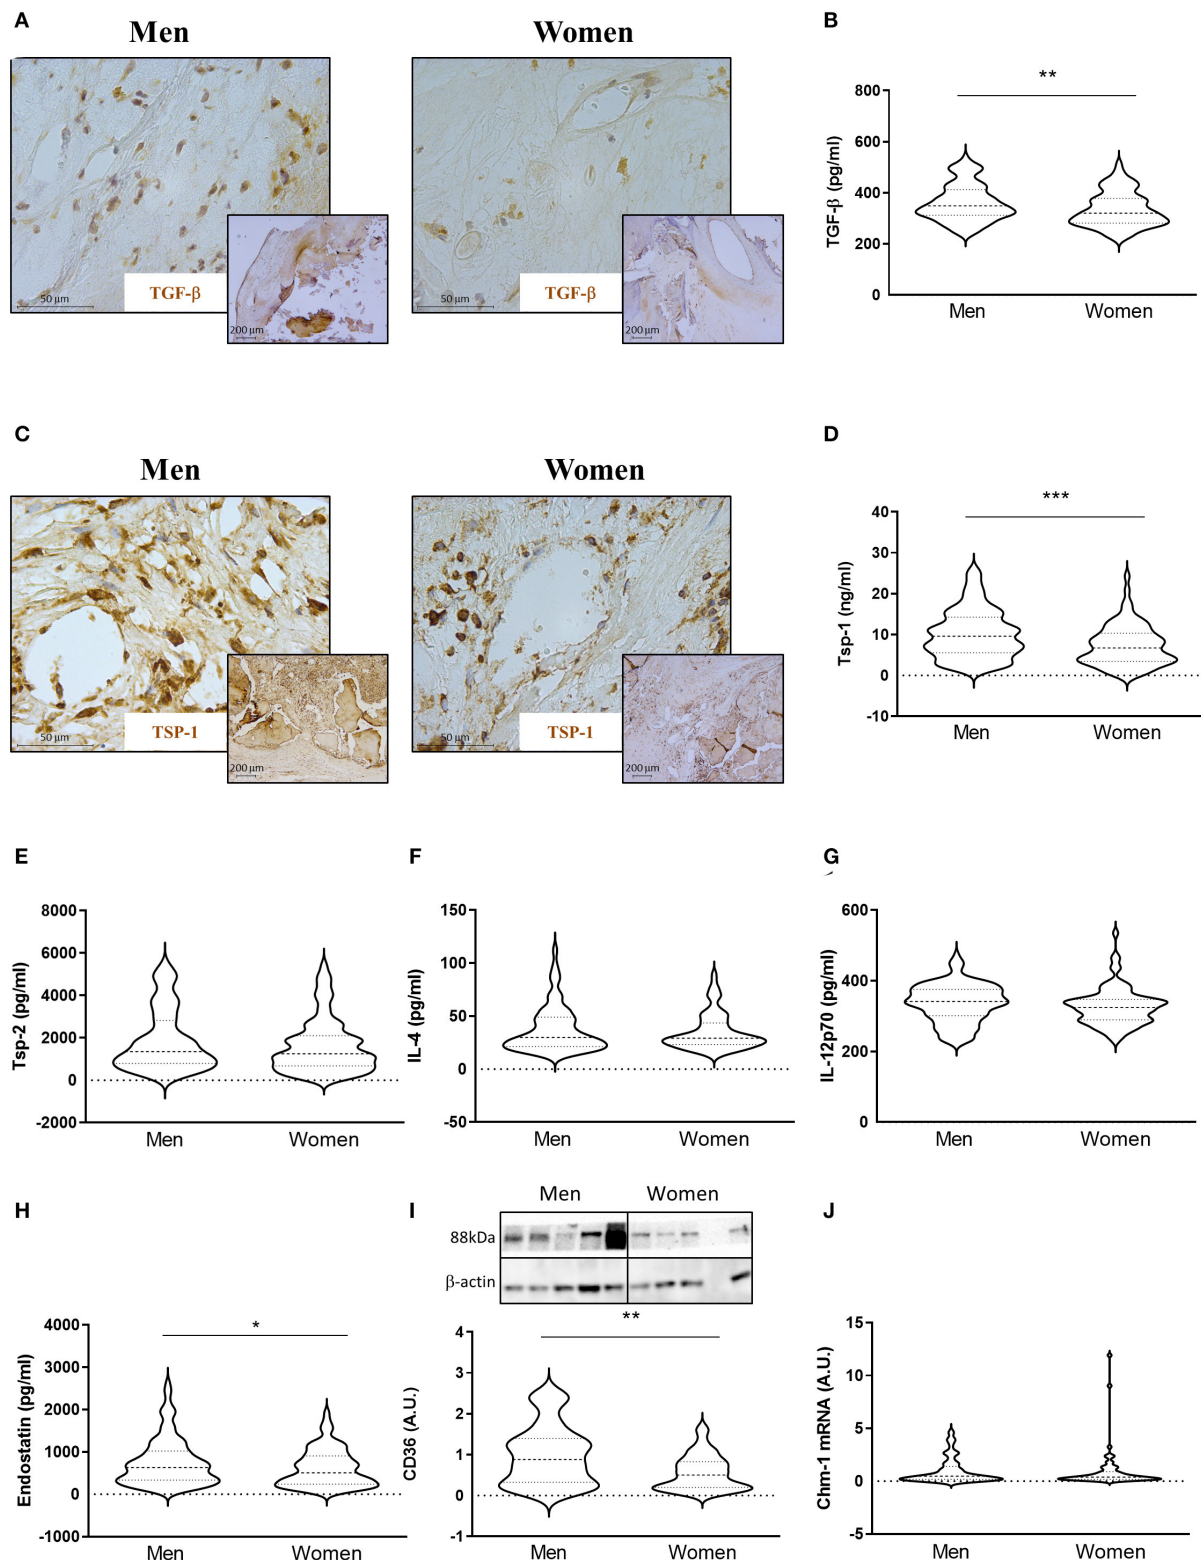 A
Men
Women
50 µm
TGF-β
200 µm
50 µm
TGF-β
200 µm
B
**
TGF-β (pg/ml)
800
600
400
200
0
Men
Women
C
Men
Women
50 µm
TSP-1
200 µm
50 µm
TSP-1
200 µm
D
***
Tsp-1 (ng/ml)
40
30
20
10
0
-10
Men
Women
E
Tsp-2 (pg/ml)
8000
6000
4000
2000
0
-2000
Men
Women
F
IL-4 (pg/ml)
150
100
50
0
-50
Men
Women
G
IL-12p70 (pg/ml)
600
400
200
0
Men
Women
H
*
Endostatin (pg/ml)
4000
3000
2000
1000
0
-1000
Men
Women
I
Men
Women
88kDa
β-actin
**
CD36 (A.U.)
4
3
2
1
0
-1
Men
Women
J
Chm-1 mRNA (A.U.)
15
10
5
0
-5
Men
Women